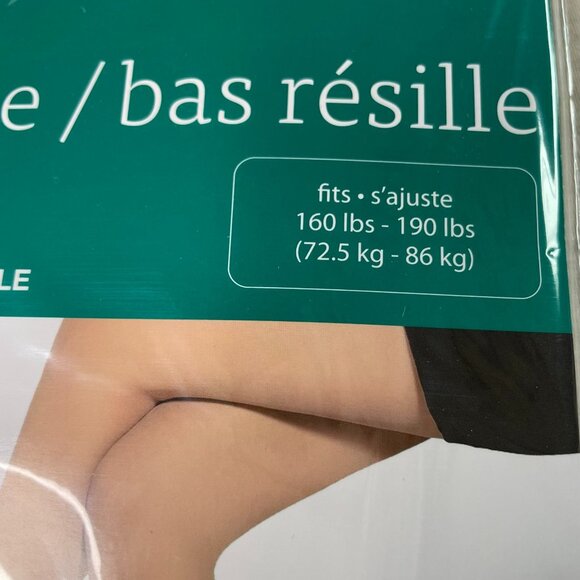 e / bas résille
fits • s'ajuste
160 lbs - 190 lbs
(72.5 kg - 86 kg)
LE